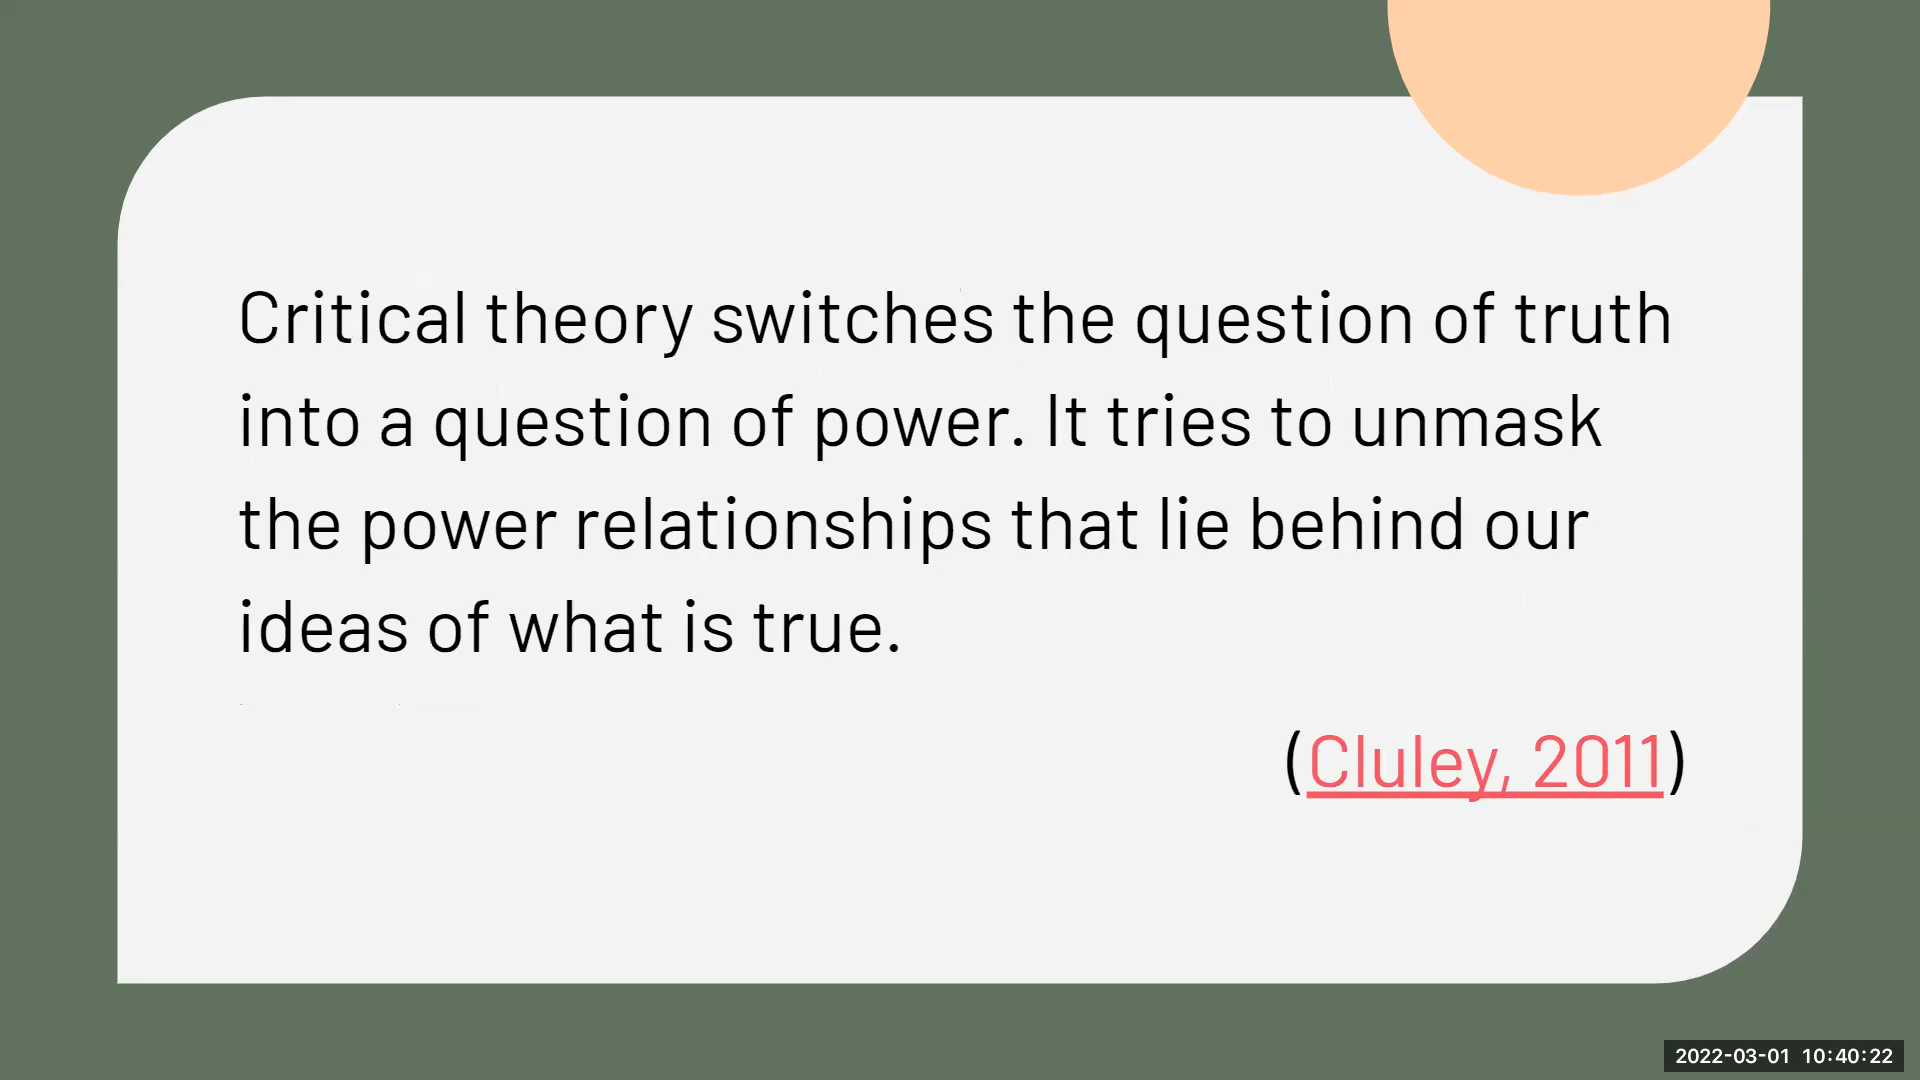 Critical theory switches the question of truth
into a question of power. It tries to unmask
the power relationships that lie behind our
ideas of what is true.
(Cluley, 2011)
2022-03-01 10:40:22